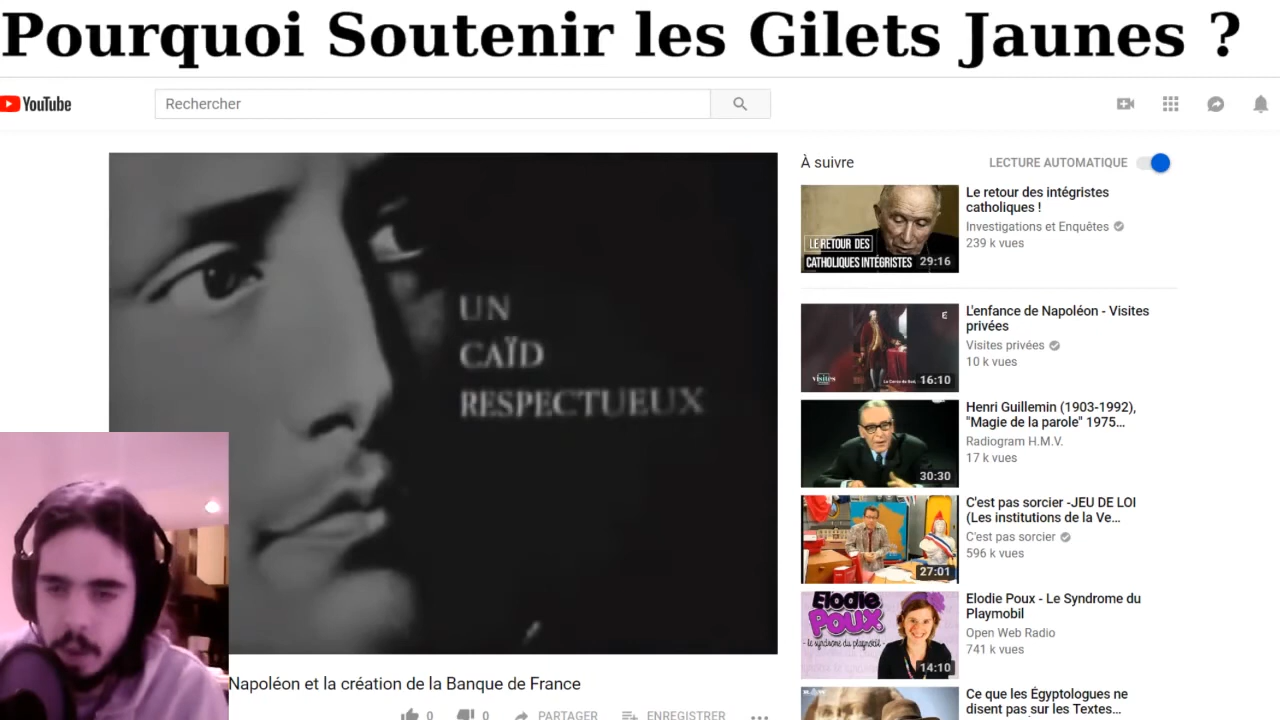 Pourquoi Soutenir les Gilets Jaunes ?
YouTube
Rechercher
UN
CAÏD
RESPECTUEUX
Napoléon et la création de la Banque de France
0
0
PARTAGER
ENREGISTRER
À suivre
LECTURE AUTOMATIQUE
LE RETOUR DES
CATHOLIQUES INTÉGRISTES
29:16
Le retour des intégristes
catholiques !
Investigations et Enquêtes
239 k vues
visites
16:10
L'enfance de Napoléon - Visites
privées
Visites privées
10 k vues
30:30
Henri Guillemin (1903-1992),
"Magie de la parole" 1975...
Radiogram H.M.V.
17 k vues
27:01
C'est pas sorcier -JEU DE LOI
(Les institutions de la Ve...
C'est pas sorcier
596 k vues
Elodie
POUX
- le syndrome du playmobil -
14:10
Elodie Poux - Le Syndrome du
Playmobil
Open Web Radio
741 k vues
Ce que les Égyptologues ne
disent pas sur les Textes...